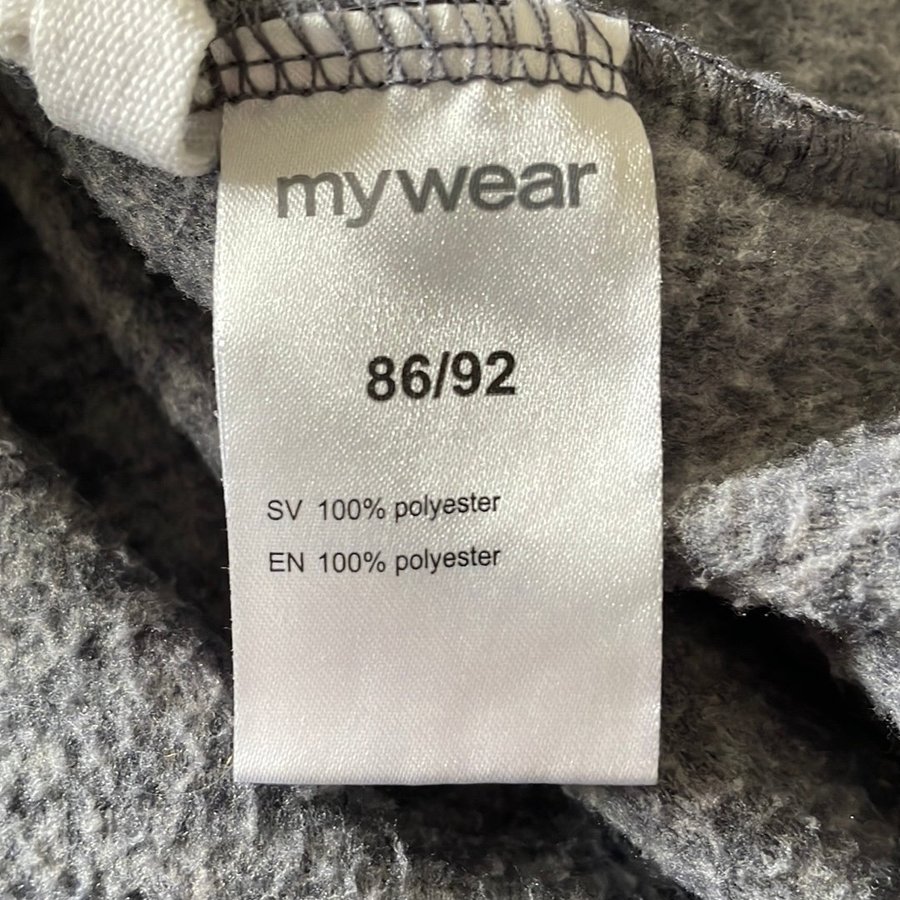 mywear
86/92
SV 100% polyester
EN 100% polyester